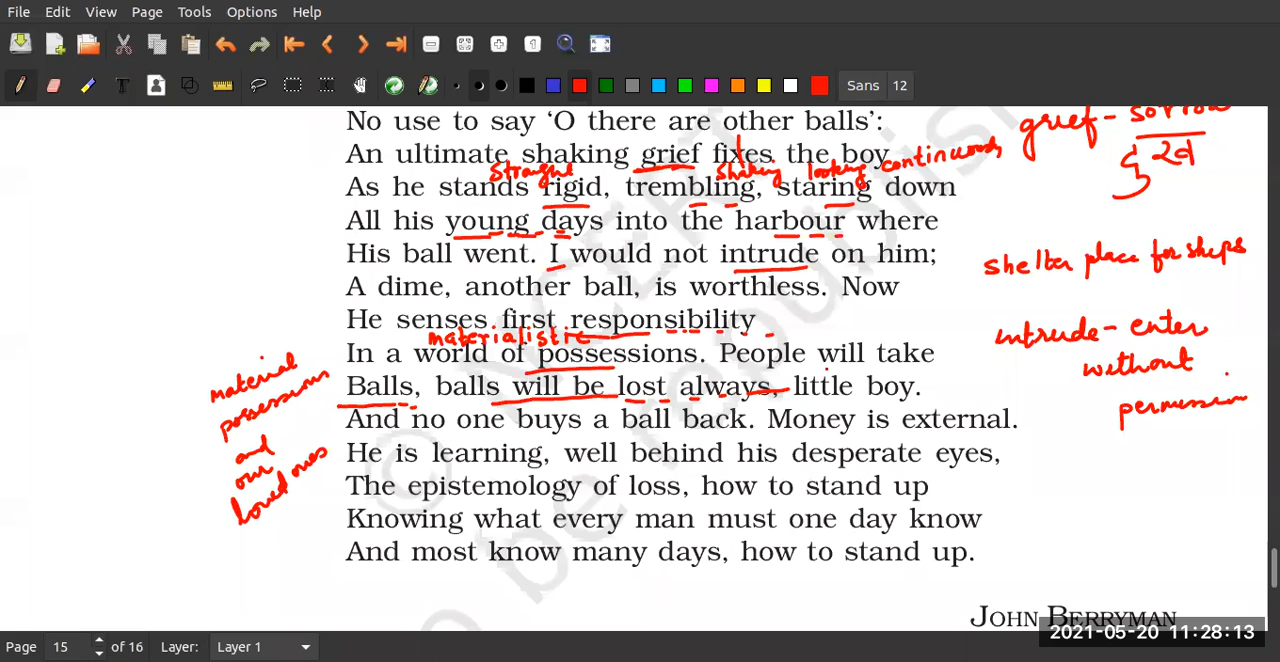 File Edit View Page Tools Options Help
Sans 12
No use to say ‘O there are other balls’:
grief - sorrow
An ultimate shaking grief fixes the boy
straight shaking looking continuously
As he stands rigid, trembling, staring down
All his young days into the harbour where
His ball went. I would not intrude on him;
shelter place for ships
A dime, another ball, is worthless. Now
He senses first responsibility
materialistic
intrude - enter
without
permission
In a world of possessions. People will take
material
possessions
and
our
loved ones
Balls, balls will be lost always, little boy.
And no one buys a ball back. Money is external.
He is learning, well behind his desperate eyes,
The epistemology of loss, how to stand up
Knowing what every man must one day know
And most know many days, how to stand up.
JOHN BERRYMAN
2021-05-20 11:28:13
Page 15 of 16 Layer: Layer 1